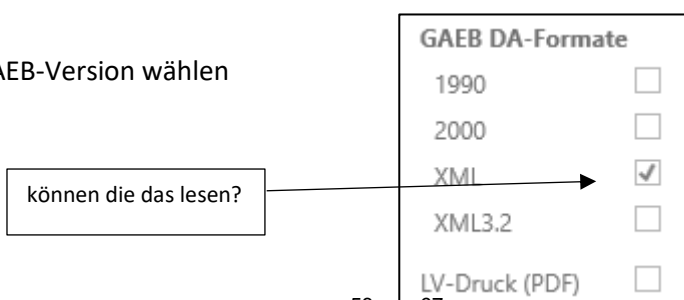 GAEB DA-Formate
AEB-Version wählen
1990
2000
XML
können die das lesen?
XML3.2
LV-Druck (PDF)